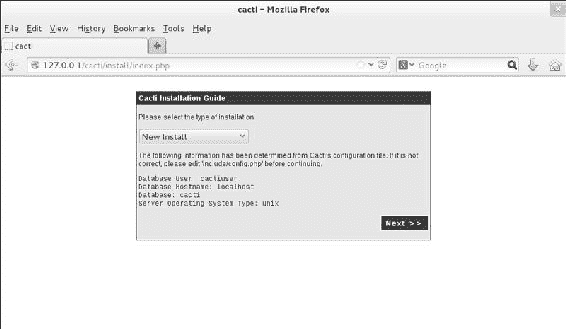 cacti - Mozilla Firefox
File Edit View History Bookmarks Tools Help
cacti
127.0.0.1/cacti/install/index.php
Google
Cacti Installation Guide
Please select the type of installation
New Install
The following information has been determined from Cacti's configuration file. If it is not
correct, please edit 'include/config.php' before continuing.
Database User: cactiuser
Database Hostname: localhost
Database: cacti
Server Operating System Type: unix
Next >>